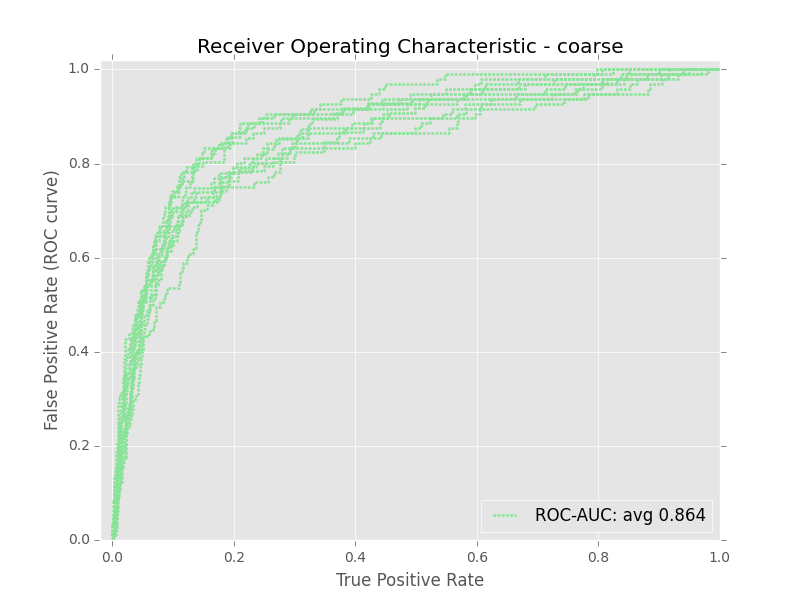 Receiver Operating Characteristic - coarse
False Positive Rate (ROC curve)
1.0
0.8
0.6
0.4
0.2
0.0
ROC-AUC: avg 0.864
0.0 0.2 0.4 0.6 0.8 1.0
True Positive Rate